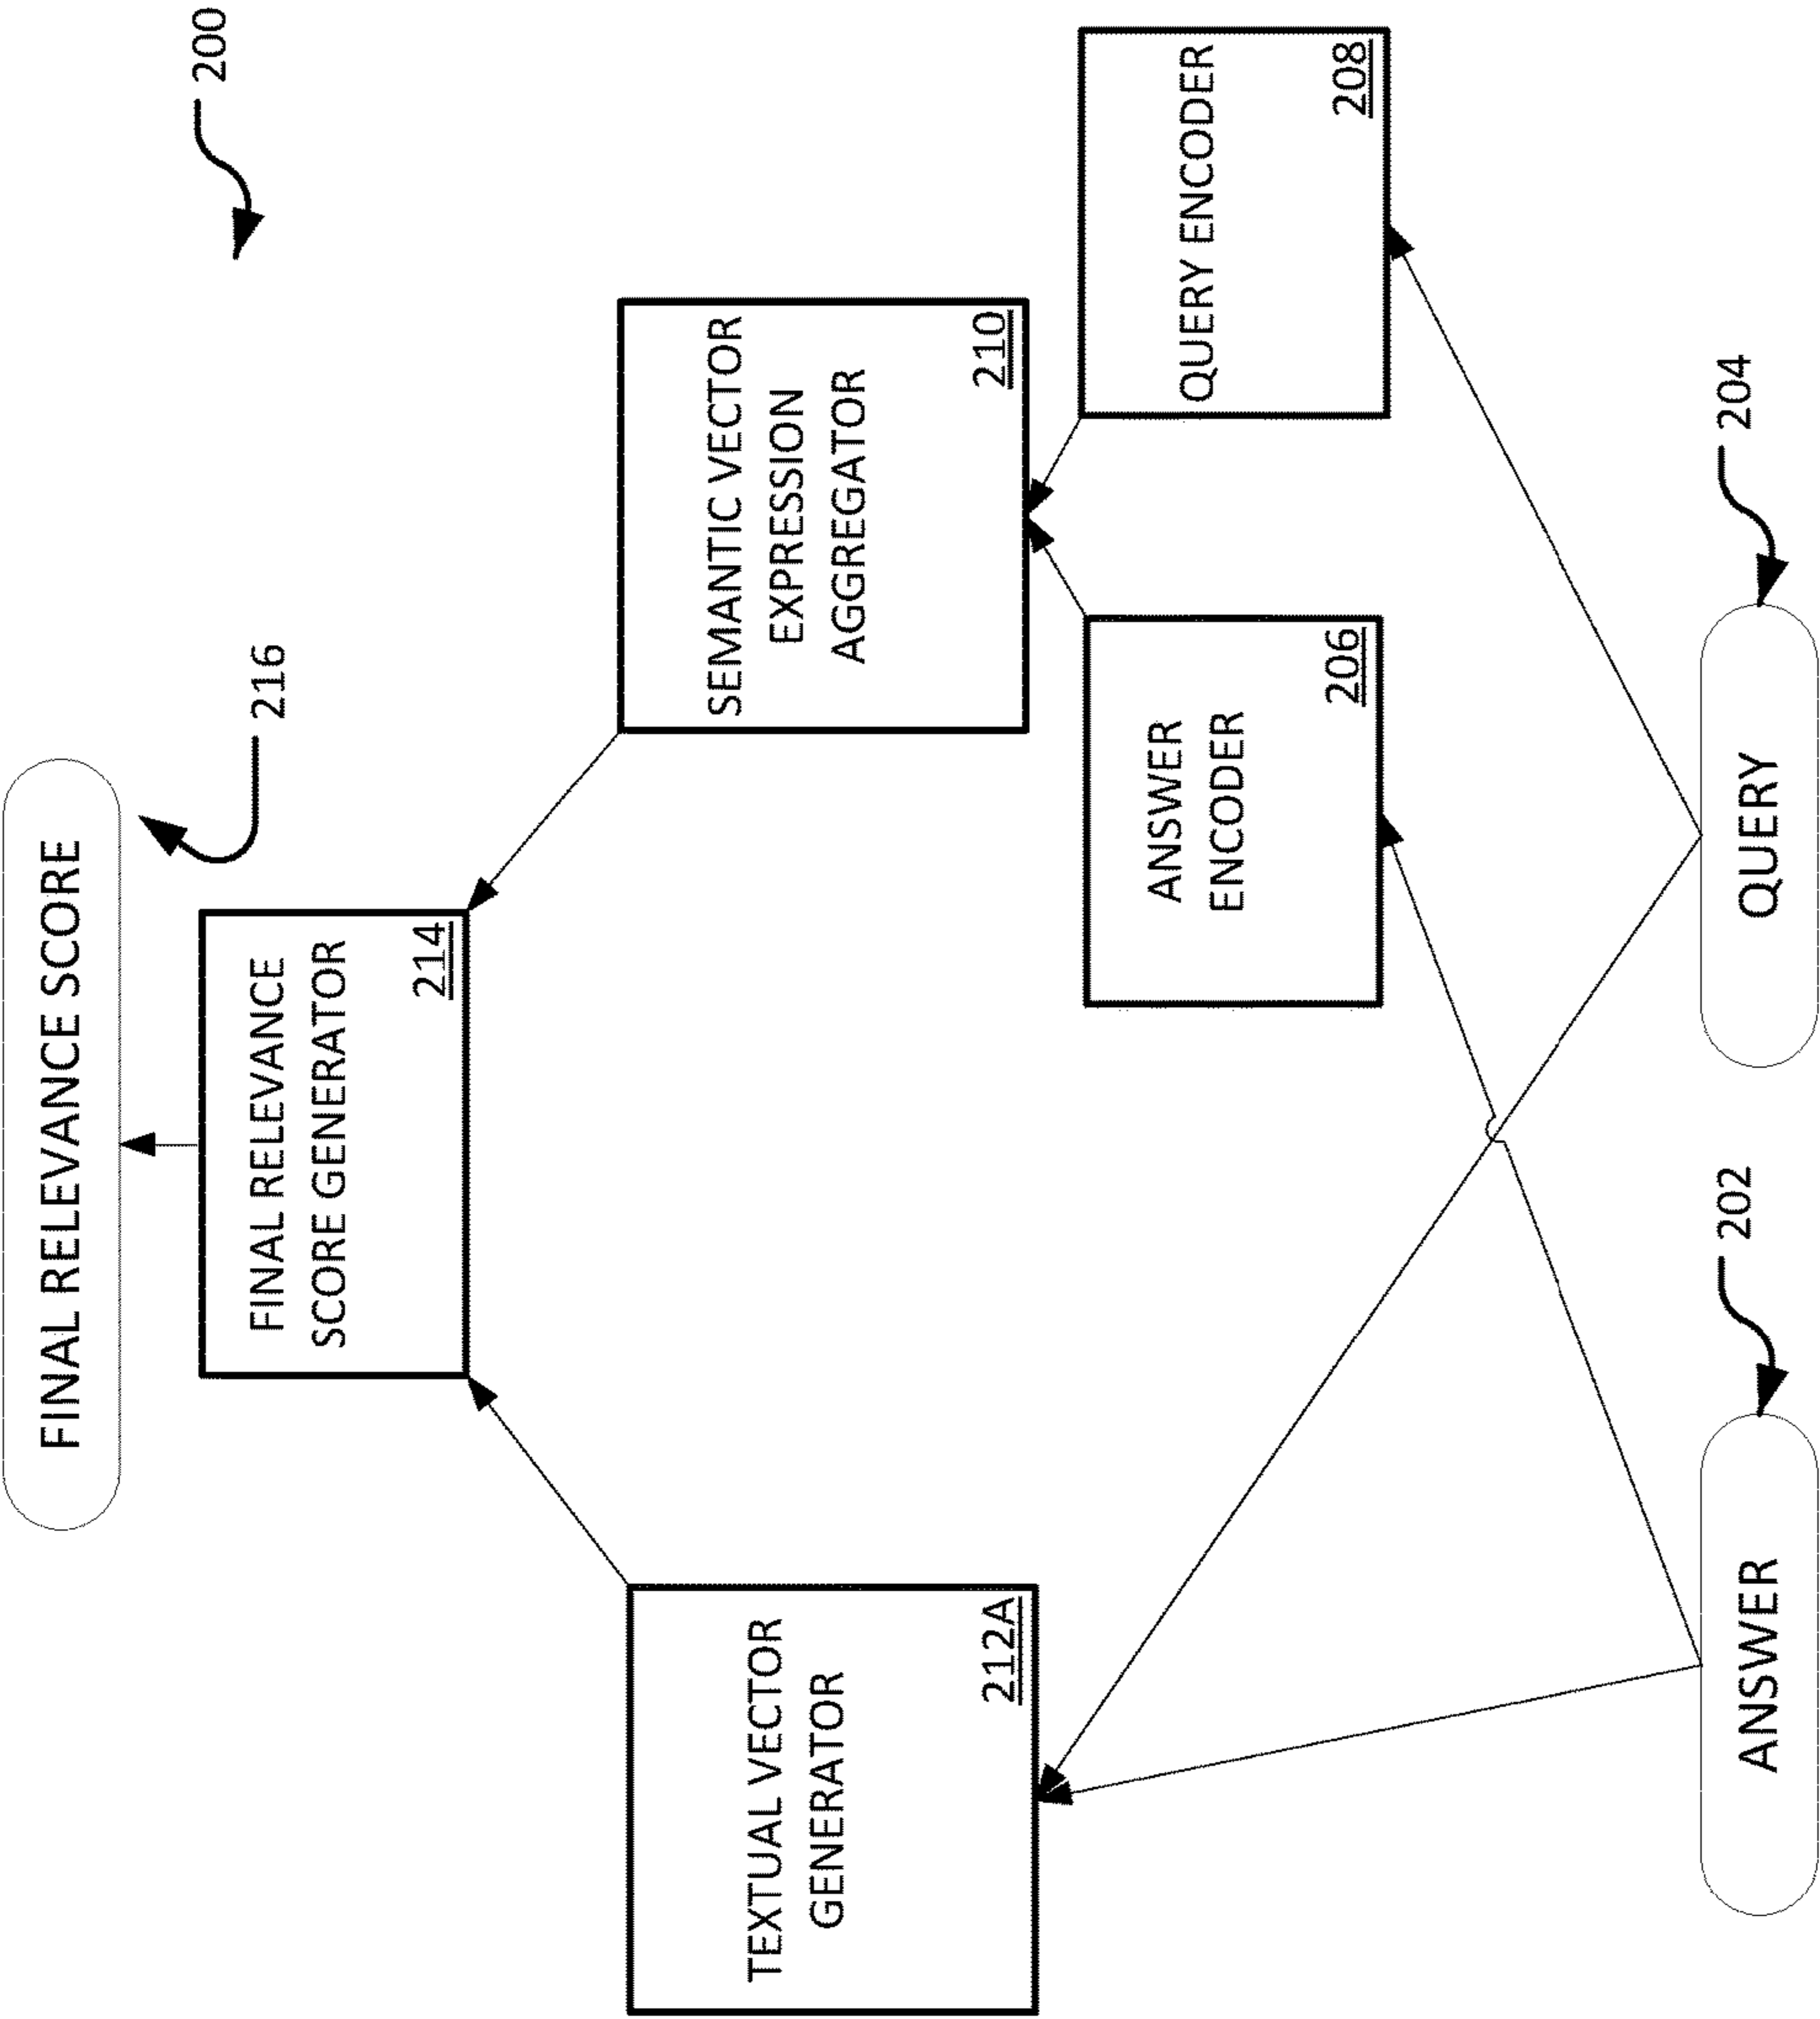 200
FINAL RELEVANCE SCORE
216
FINAL RELEVANCE
SCORE GENERATOR
214
SEMANTIC VECTOR
EXPRESSION
AGGREGATOR
210
TEXTUAL VECTOR
GENERATOR
212A
ANSWER
ENCODER
206
QUERY ENCODER
208
202
ANSWER
204
QUERY